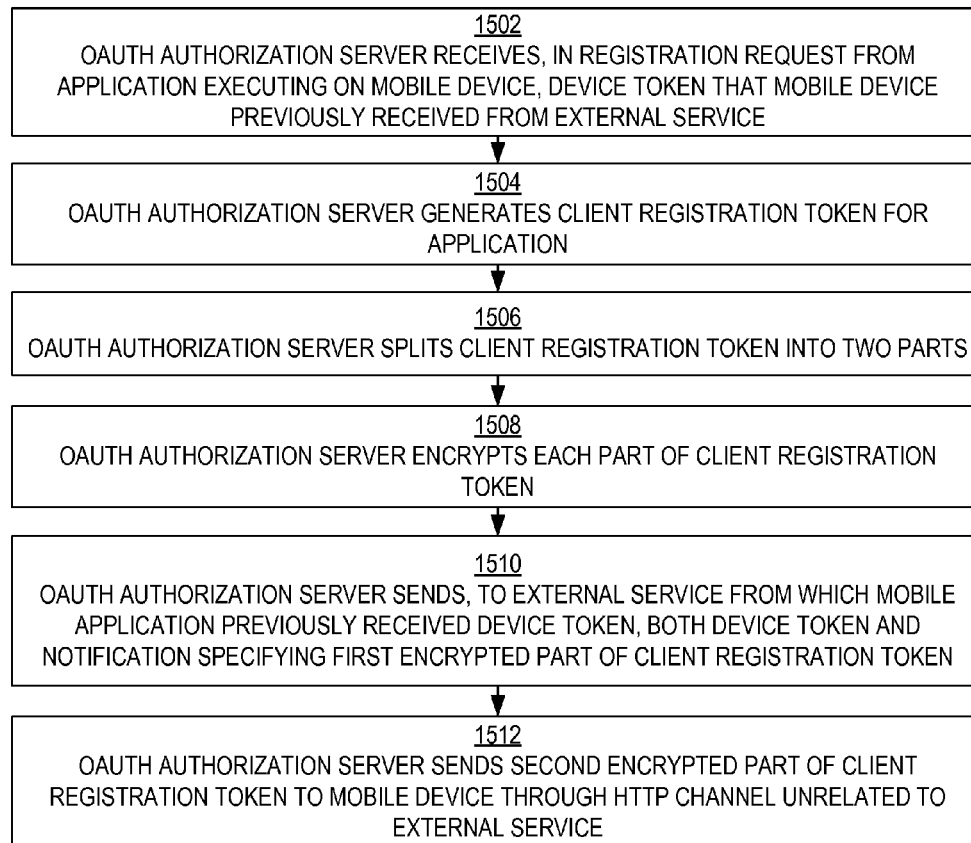 1502
OAUTH AUTHORIZATION SERVER RECEIVES, IN REGISTRATION REQUEST FROM
APPLICATION EXECUTING ON MOBILE DEVICE, DEVICE TOKEN THAT MOBILE DEVICE
PREVIOUSLY RECEIVED FROM EXTERNAL SERVICE
1504
OAUTH AUTHORIZATION SERVER GENERATES CLIENT REGISTRATION TOKEN FOR
APPLICATION
1506
OAUTH AUTHORIZATION SERVER SPLITS CLIENT REGISTRATION TOKEN INTO TWO PARTS
1508
OAUTH AUTHORIZATION SERVER ENCRYPTS EACH PART OF CLIENT REGISTRATION
TOKEN
1510
OAUTH AUTHORIZATION SERVER SENDS, TO EXTERNAL SERVICE FROM WHICH MOBILE
APPLICATION PREVIOUSLY RECEIVED DEVICE TOKEN, BOTH DEVICE TOKEN AND
NOTIFICATION SPECIFYING FIRST ENCRYPTED PART OF CLIENT REGISTRATION TOKEN
1512
OAUTH AUTHORIZATION SERVER SENDS SECOND ENCRYPTED PART OF CLIENT
REGISTRATION TOKEN TO MOBILE DEVICE THROUGH HTTP CHANNEL UNRELATED TO
EXTERNAL SERVICE